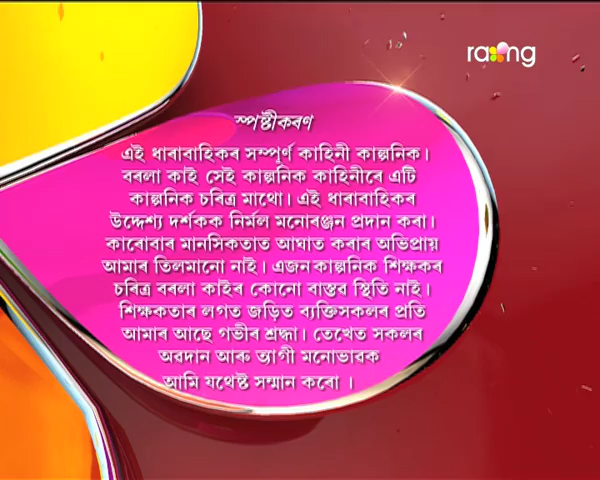 rang
স্পষ্টীকৰণ
এই ধাৰাবাহিকৰ সম্পূৰ্ণ কাহিনী কাল্পনিক।
বৰলা কাই সেই কাল্পনিক কাহিনীৰে এটি
কাল্পনিক চৰিত্ৰ মাথো। এই ধাৰাবাহিকৰ
উদ্দেশ্য দৰ্শকক নিৰ্মল মনোৰঞ্জন প্ৰদান কৰা।
কাৰোবাৰ মানসিকতাত আঘাত কৰাৰ অভিপ্ৰায়
আমাৰ তিলমানো নাই। এজন কাল্পনিক শিক্ষকৰ
চৰিত্ৰ বৰলা কাইৰ কোনো বাস্তৱ স্থিতি নাই।
শিক্ষকতাৰ লগত জড়িত ব্যক্তিসকলৰ প্ৰতি
আমাৰ আছে গভীৰ শ্ৰদ্ধা। তেখেত সকলৰ
অৱদান আৰু ত্যাগী মনোভাৱক
আমি যথেষ্ট সন্মান কৰো ।